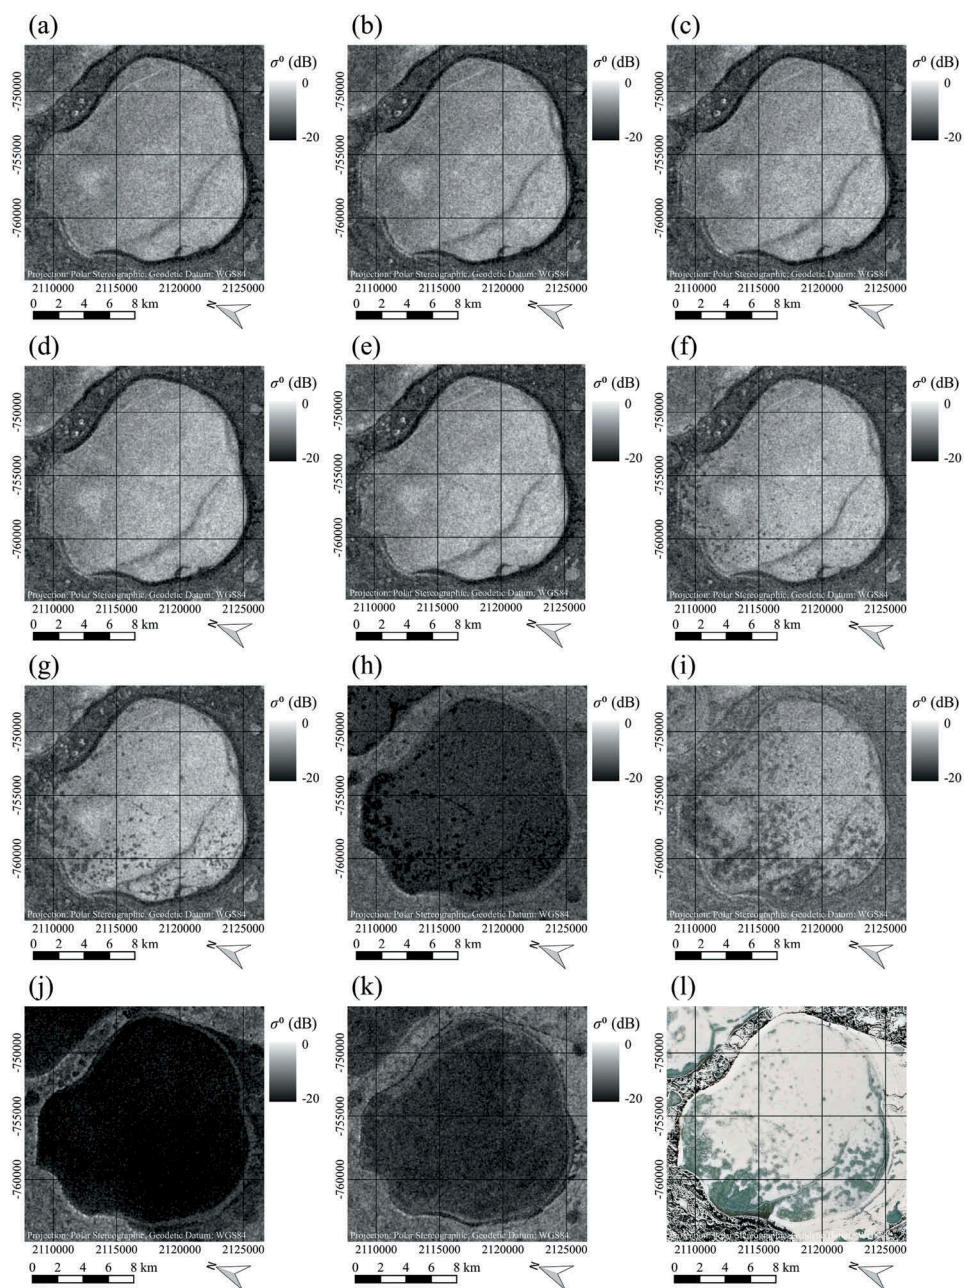 (a)
σ⁰ (dB)
0
-20
-750000
-755000
-760000
Projection: Polar Stereographic, Geodetic Datum: WGS84
2110000 2115000 2120000 2125000
0 2 4 6 8 km
N
(b)
σ⁰ (dB)
0
-20
-750000
-755000
-760000
Projection: Polar Stereographic, Geodetic Datum: WGS84
2110000 2115000 2120000 2125000
0 2 4 6 8 km
N
(c)
σ⁰ (dB)
0
-20
-750000
-755000
-760000
Projection: Polar Stereographic, Geodetic Datum: WGS84
2110000 2115000 2120000 2125000
0 2 4 6 8 km
N
(d)
σ⁰ (dB)
0
-20
-750000
-755000
-760000
Projection: Polar Stereographic, Geodetic Datum: WGS84
2110000 2115000 2120000 2125000
0 2 4 6 8 km
N
(e)
σ⁰ (dB)
0
-20
-750000
-755000
-760000
Projection: Polar Stereographic, Geodetic Datum: WGS84
2110000 2115000 2120000 2125000
0 2 4 6 8 km
N
(f)
σ⁰ (dB)
0
-20
-750000
-755000
-760000
Projection: Polar Stereographic, Geodetic Datum: WGS84
2110000 2115000 2120000 2125000
0 2 4 6 8 km
N
(g)
σ⁰ (dB)
0
-20
-750000
-755000
-760000
Projection: Polar Stereographic, Geodetic Datum: WGS84
2110000 2115000 2120000 2125000
0 2 4 6 8 km
N
(h)
σ⁰ (dB)
0
-20
-750000
-755000
-760000
Projection: Polar Stereographic, Geodetic Datum: WGS84
2110000 2115000 2120000 2125000
0 2 4 6 8 km
N
(i)
σ⁰ (dB)
0
-20
-750000
-755000
-760000
Projection: Polar Stereographic, Geodetic Datum: WGS84
2110000 2115000 2120000 2125000
0 2 4 6 8 km
N
(j)
σ⁰ (dB)
0
-20
-750000
-755000
-760000
Projection: Polar Stereographic, Geodetic Datum: WGS84
2110000 2115000 2120000 2125000
0 2 4 6 8 km
N
(k)
σ⁰ (dB)
0
-20
-750000
-755000
-760000
Projection: Polar Stereographic, Geodetic Datum: WGS84
2110000 2115000 2120000 2125000
0 2 4 6 8 km
N
(l)
-750000
-755000
-760000
Projection: Polar Stereographic, Geodetic Datum: WGS84
2110000 2115000 2120000 2125000
0 2 4 6 8 km
N